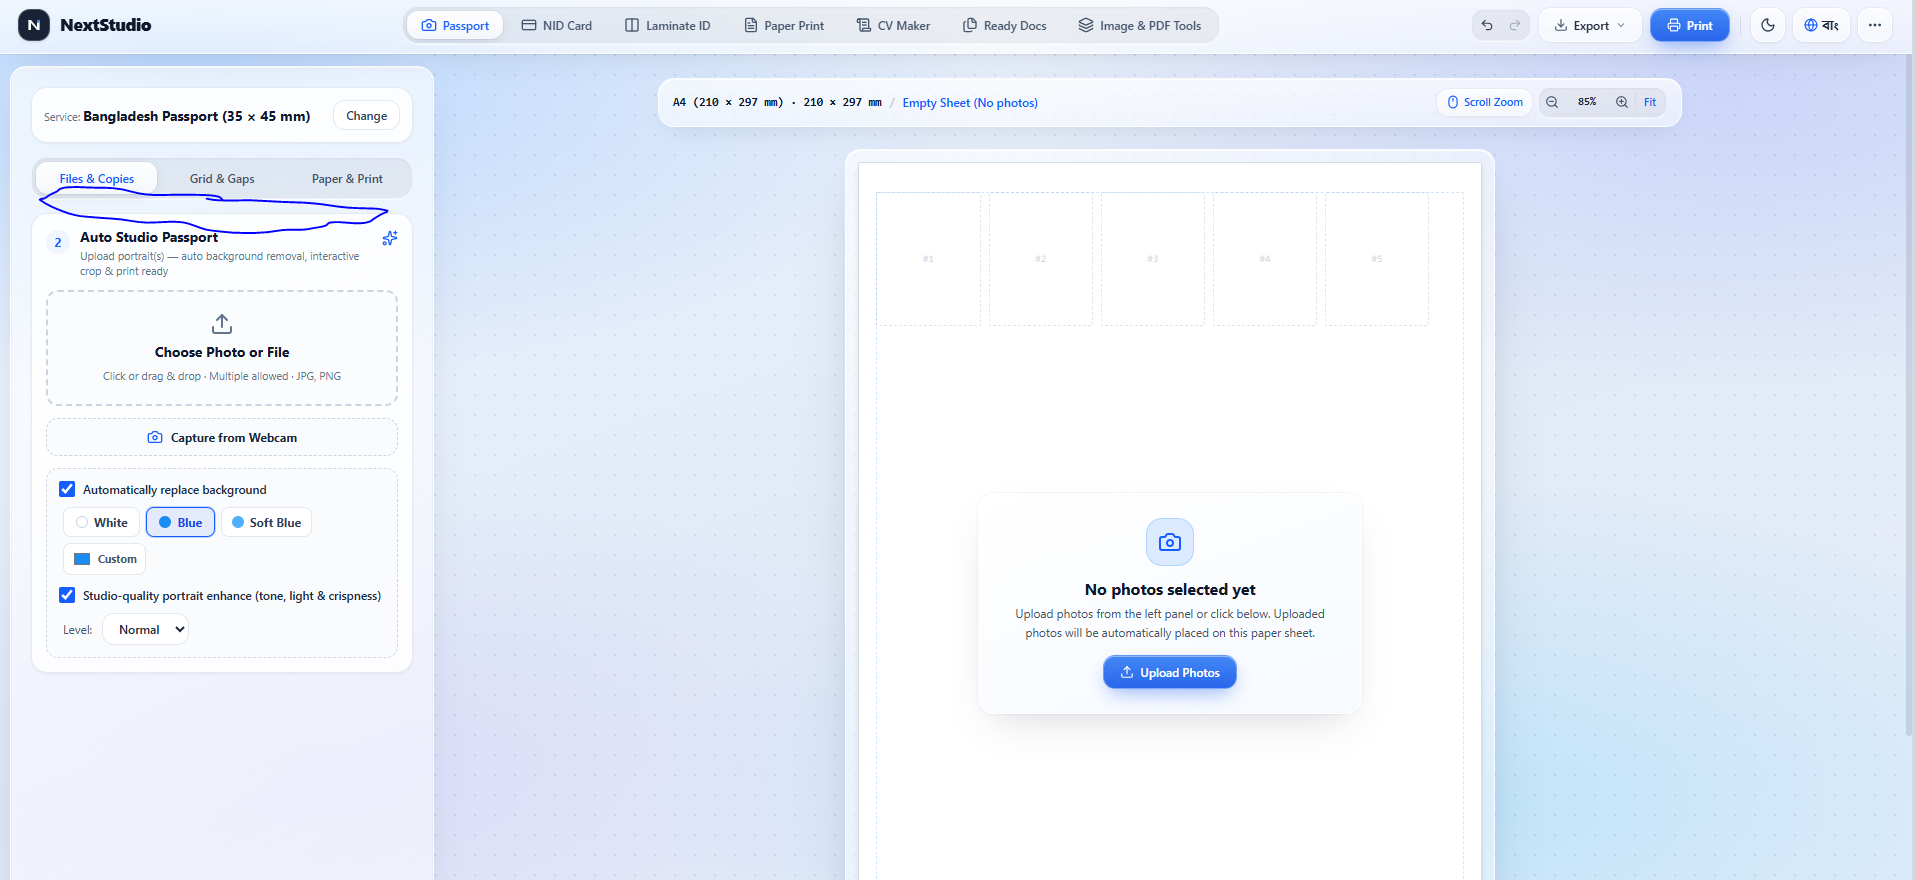 N NextStudio
Passport NID Card Laminate ID Paper Print CV Maker Ready Docs Image & PDF Tools
Export Print বাং
Service: Bangladesh Passport (35 × 45 mm) Change
Files & Copies Grid & Gaps Paper & Print
2 Auto Studio Passport
Upload portrait(s) — auto background removal, interactive
crop & print ready
Choose Photo or File
Click or drag & drop · Multiple allowed · JPG, PNG
Capture from Webcam
Automatically replace background
White Blue Soft Blue
Custom
Studio-quality portrait enhance (tone, light & crispness)
Level: Normal
A4 (210 × 297 mm) · 210 × 297 mm / Empty Sheet (No photos)
Scroll Zoom 85% Fit
#1 #2 #3 #4 #5
No photos selected yet
Upload photos from the left panel or click below. Uploaded
photos will be automatically placed on this paper sheet.
Upload Photos